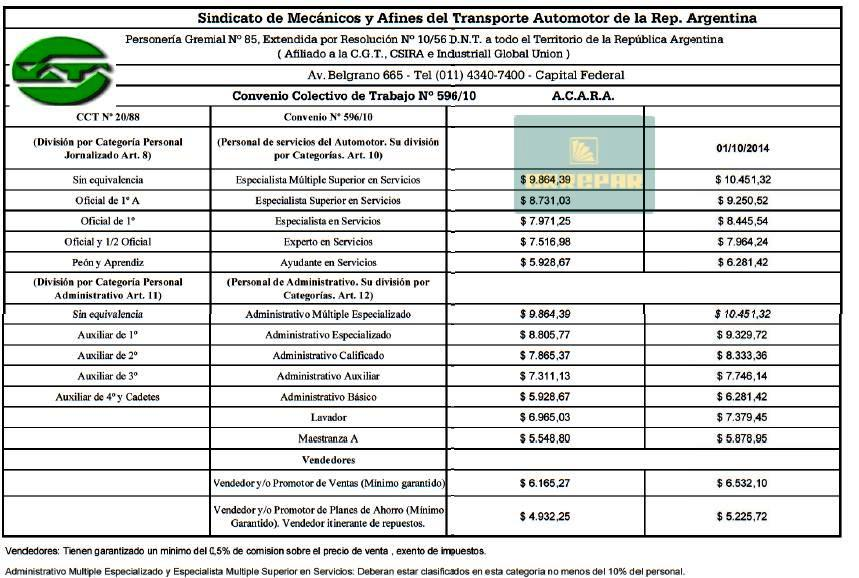 Sindicato de Mecánicos y Afines del Transporte Automotor de la Rep. Argentina
Personería Gremial Nº 85, Extendida por Resolución Nº 10/56 D.N.T. a todo el Territorio de la República Argentina
( Afiliado a la C.G.T., CSIRA e Industriall Global Union )
Av. Belgrano 665 - Tel (011) 4340-7400 - Capital Federal
Convenio Colectivo de Trabajo Nº 596/10 A.C.A.R.A.
CCT Nº 20/88 Convenio Nº 596/10
(División por Categoría Personal Jornalizado Art. 8) (Personal de servicios del Automotor. Su división por Categorías. Art. 10) 01/10/2014
Sin equivalencia Especialista Múltiple Superior en Servicios $ 9.864,39 $ 10.451,32
Oficial de 1º A Especialista Superior en Servicios $ 8.731,03 $ 9.250,52
Oficial de 1º Especialista en Servicios $ 7.971,25 $ 8.445,54
Oficial y 1/2 Oficial Experto en Servicios $ 7.516,98 $ 7.964,24
Peón y Aprendiz Ayudante en Servicios $ 5.928,67 $ 6.281,42
(División por Categoría Personal Administrativo Art. 11) (Personal de Administrativo. Su división por Categorías. Art. 12)
Sin equivalencia Administrativo Múltiple Especializado $ 9.864,39 $ 10.451,32
Auxiliar de 1º Administrativo Especializado $ 8.805,77 $ 9.329,72
Auxiliar de 2º Administrativo Calificado $ 7.865,37 $ 8.333,36
Auxiliar de 3º Administrativo Auxiliar $ 7.311,13 $ 7.746,14
Auxiliar de 4º y Cadetes Administrativo Básico $ 5.928,67 $ 6.281,42
Lavador $ 6.965,03 $ 7.379,45
Maestranza A $ 5.548,80 $ 5.878,95
Vendedores
Vendedor y/o Promotor de Ventas (Mínimo garantido) $ 6.165,27 $ 6.532,10
Vendedor y/o Promotor de Planes de Ahorro (Mínimo Garantido). Vendedor itinerante de repuestos. $ 4.932,25 $ 5.225,72
Vendedores: Tienen garantizado un minimo del 0,5% de comision sobre el precio de venta , exento de impuestos.
Administrativo Multiple Especializado y Especialista Multiple Superior en Servicios: Deberan estar clasificados en esta categoria no menos del 10% del personal.